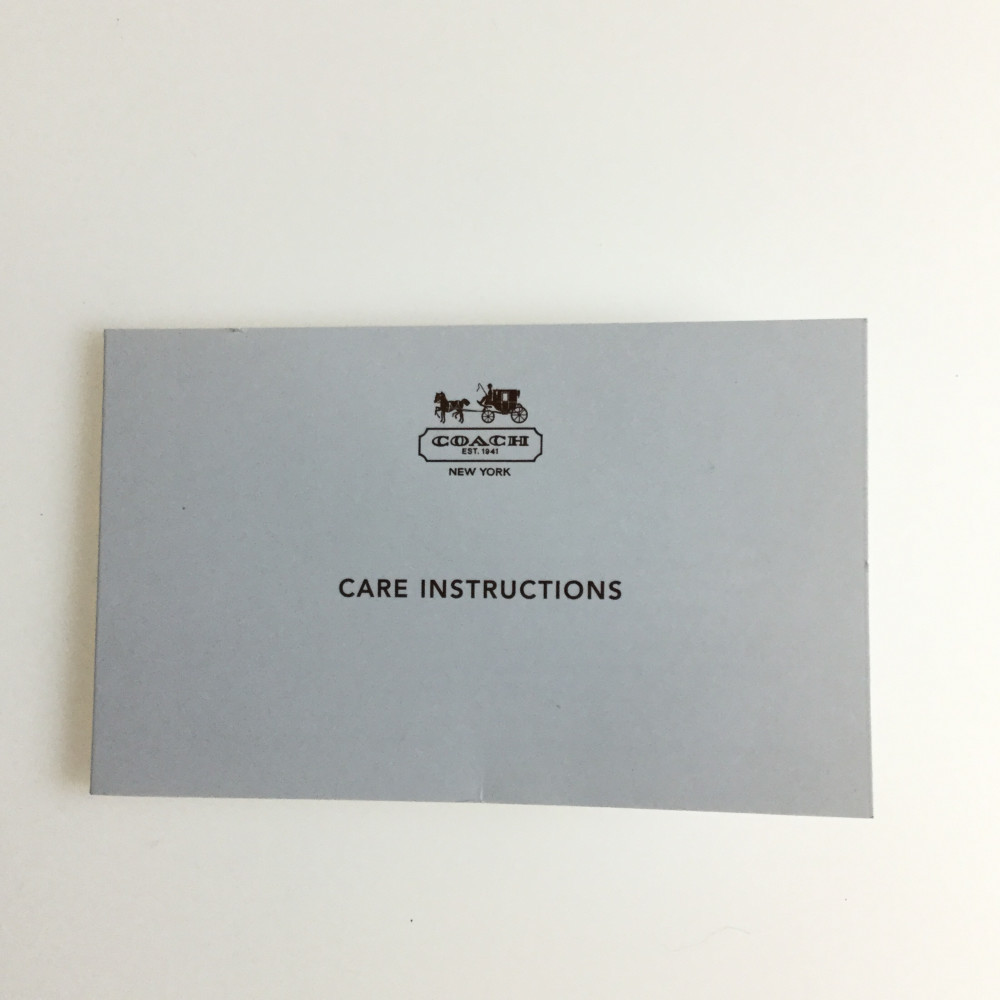 COACH
EST. 1941
NEW YORK
CARE INSTRUCTIONS